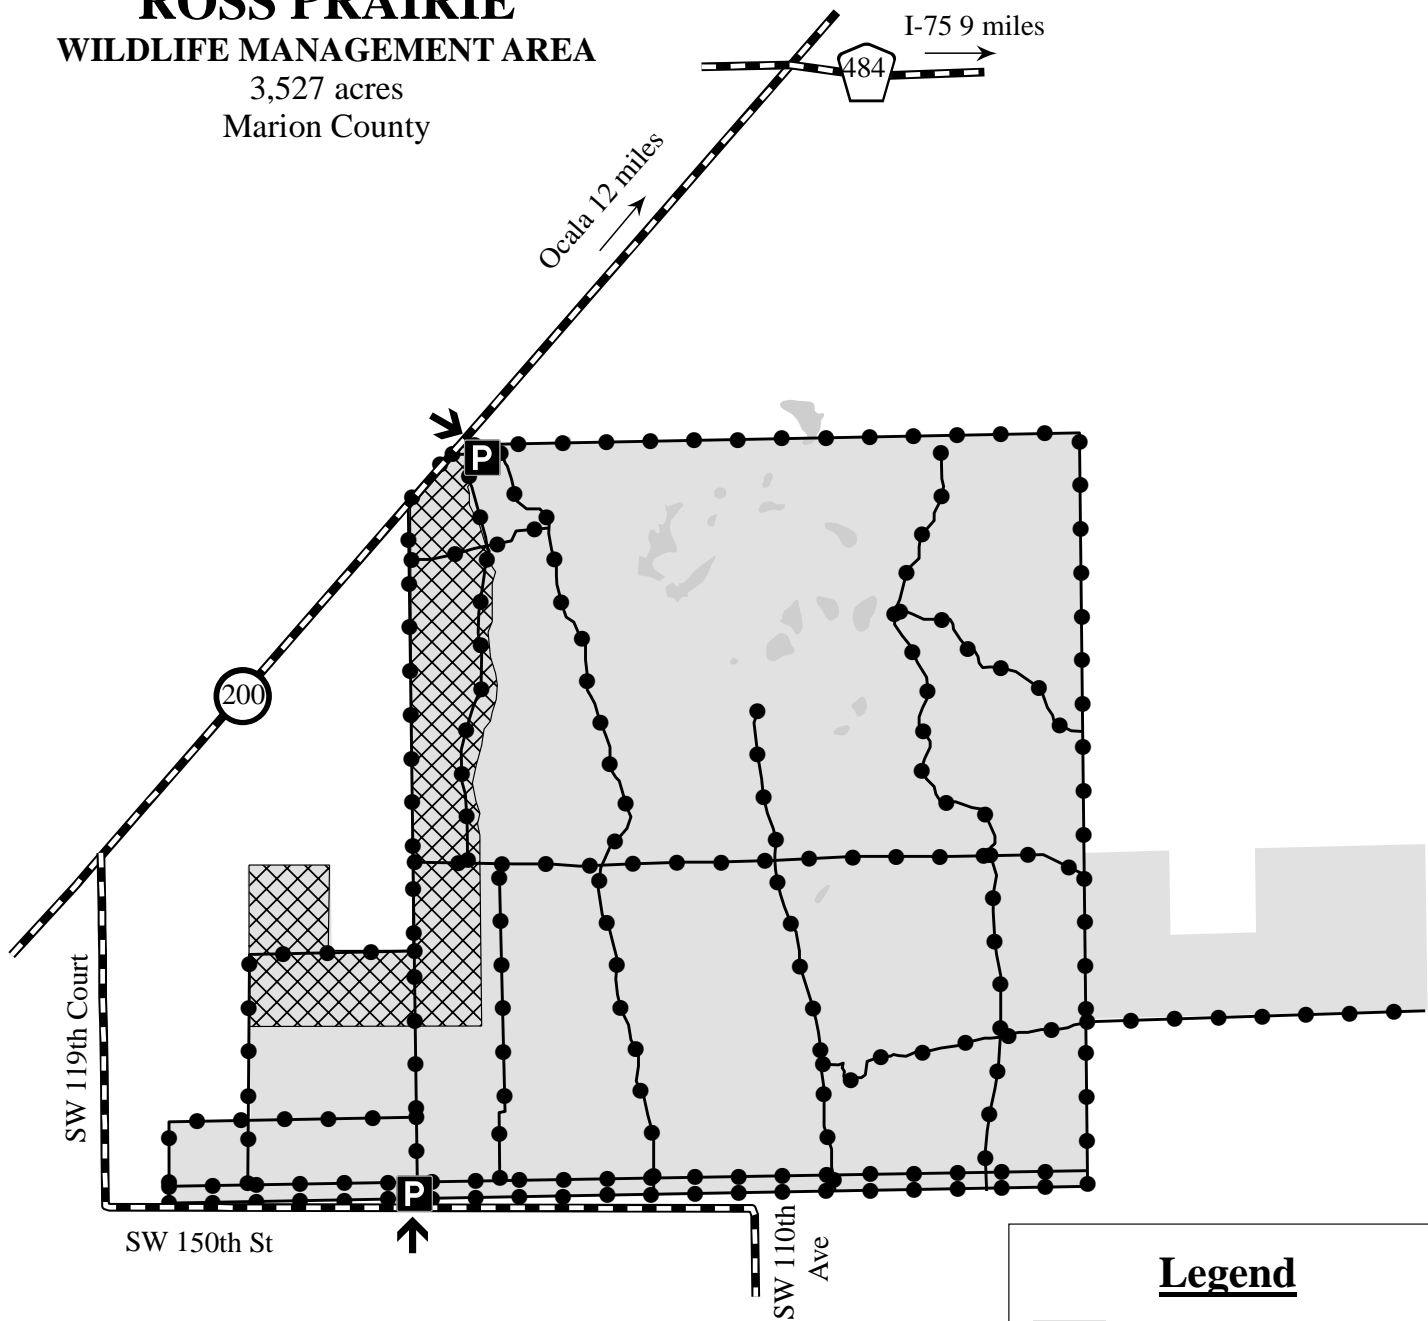 ROSS PRAIRIE
WILDLIFE MANAGEMENT AREA
3,527 acres
Marion County
I-75 9 miles
484
Ocala 12 miles
P
200
SW 119th Court
P
SW 150th St
SW 110th
Ave
Legend